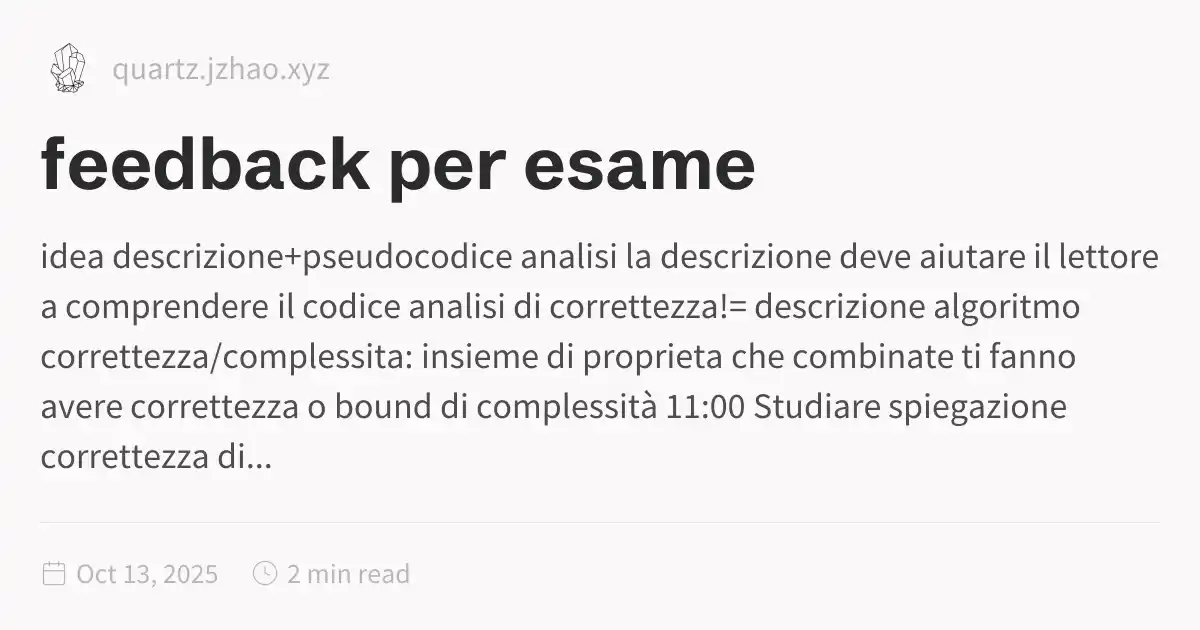 quartz.jzhao.xyz
feedback per esame
idea descrizione+pseudocodice analisi la descrizione deve aiutare il lettore
a comprendere il codice analisi di correttezza!= descrizione algoritmo
correttezza/complessita: insieme di proprieta che combinate ti fanno
avere correttezza o bound di complessità 11:00 Studiare spiegazione
correttezza di...
Oct 13, 2025 2 min read